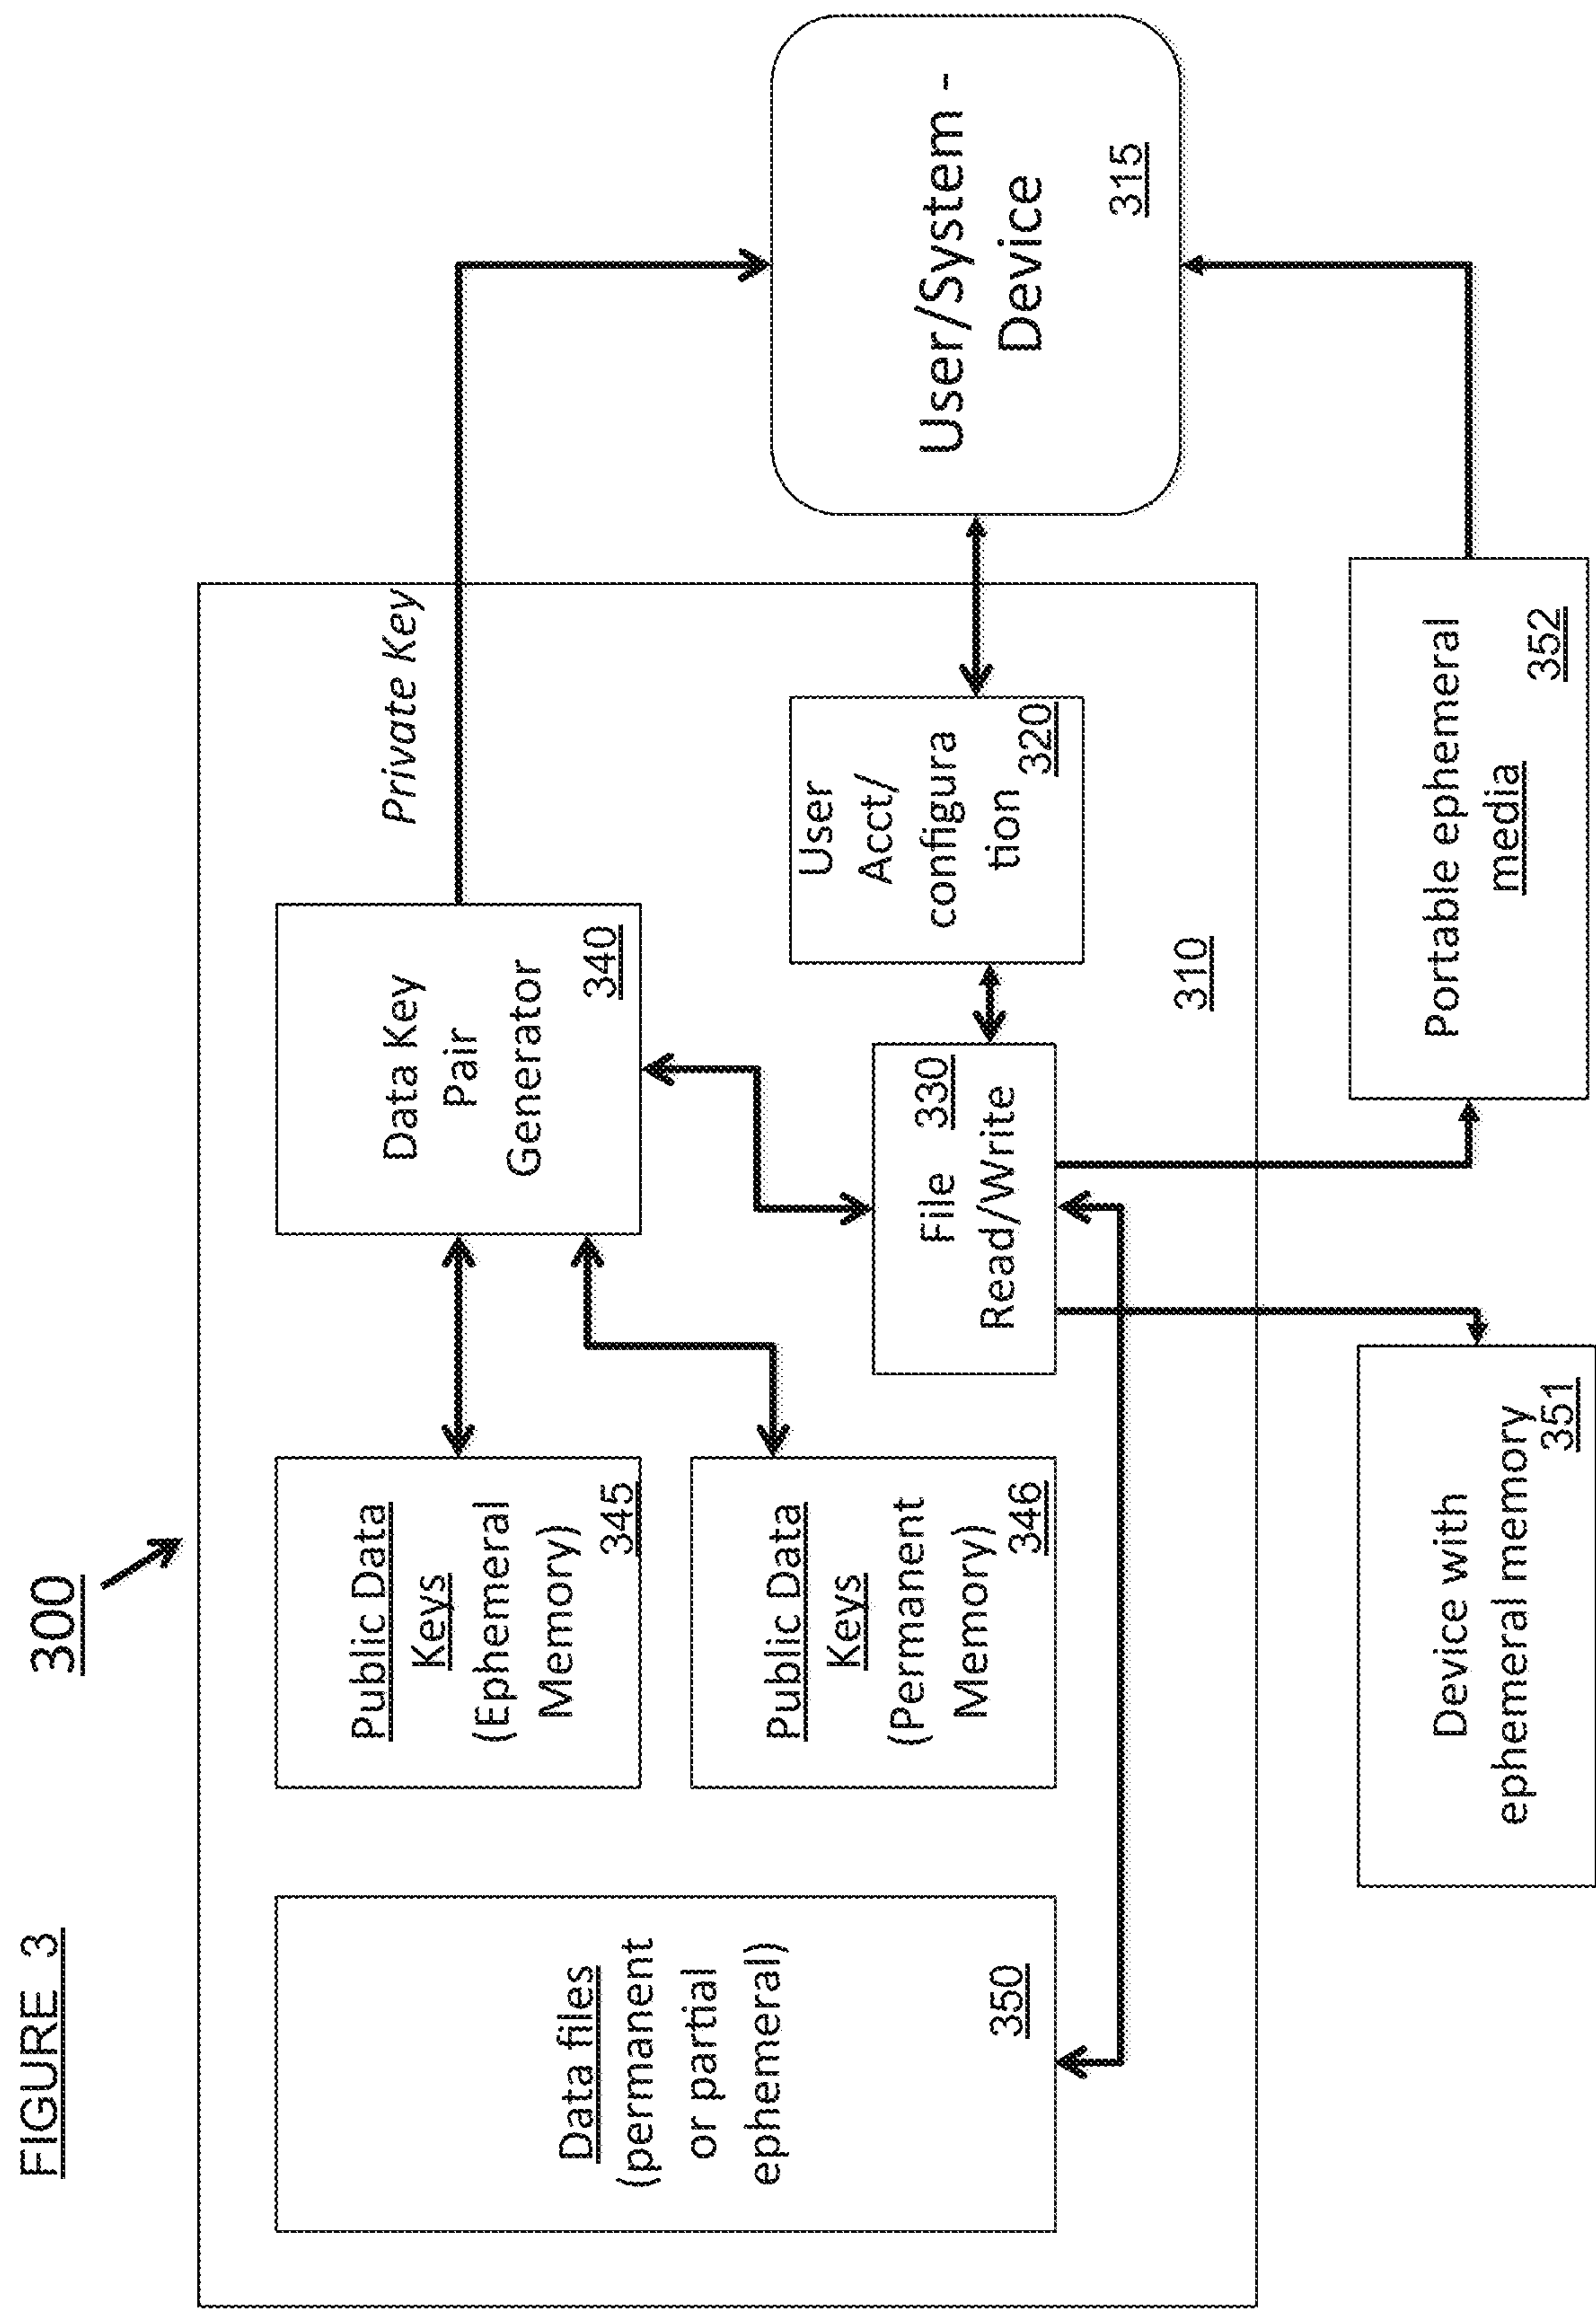 FIGURE 3
300
Data files
(permanent
or partial
ephemeral)
350
Public Data
Keys
(Ephemeral
Memory)
345
Public Data
Keys
(Permanent
Memory)
346
Data Key
Pair
Generator
340
Private Key
File 330
Read/Write
User
Acct/
configura
tion
320
310
User/System -
Device
315
Device with
ephemeral memory
351
Portable ephemeral
media
352